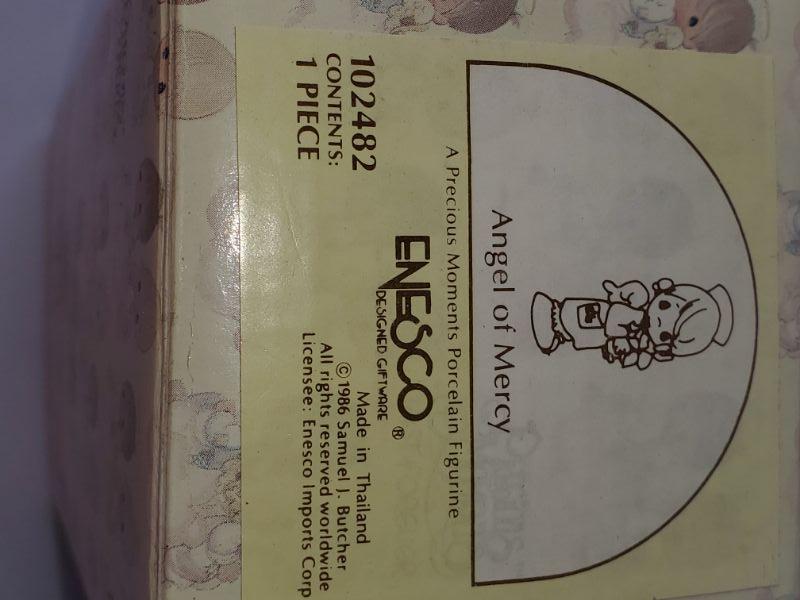 Angel of Mercy
A Precious Moments Porcelain Figurine
102482
CONTENTS:
1 PIECE
ENESCO®
DESIGNED GIFTWARE
Made in Thailand
©1986 Samuel J. Butcher
All rights reserved worldwide
Licensee: Enesco Imports Corp